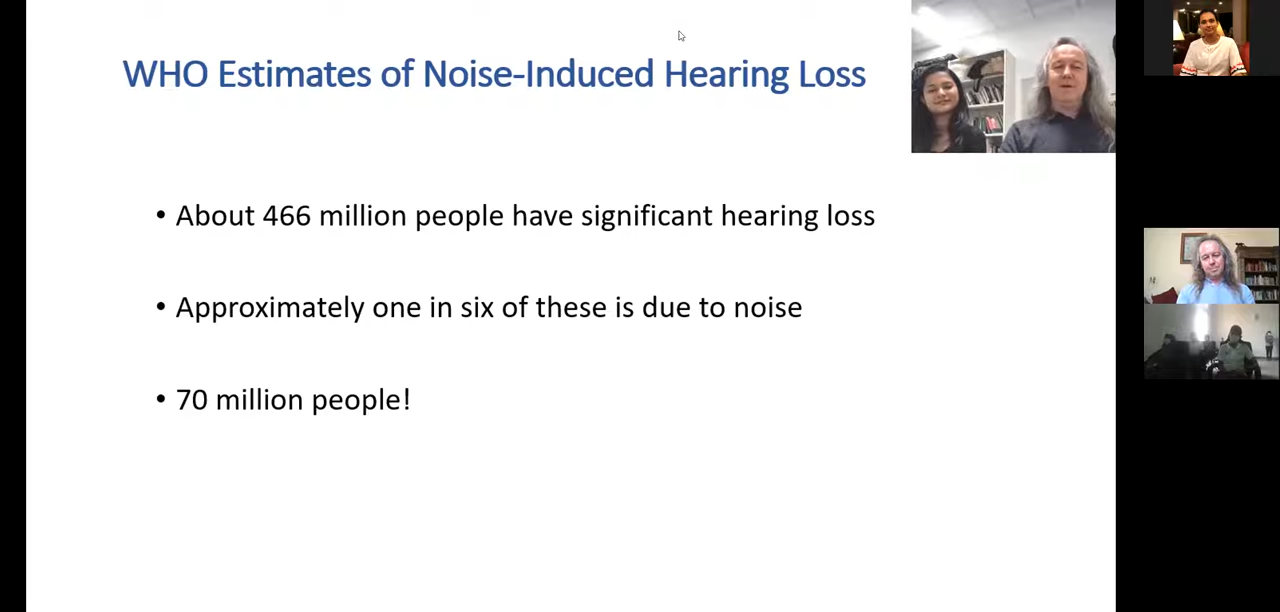 WHO Estimates of Noise-Induced Hearing Loss
• About 466 million people have significant hearing loss
• Approximately one in six of these is due to noise
• 70 million people!